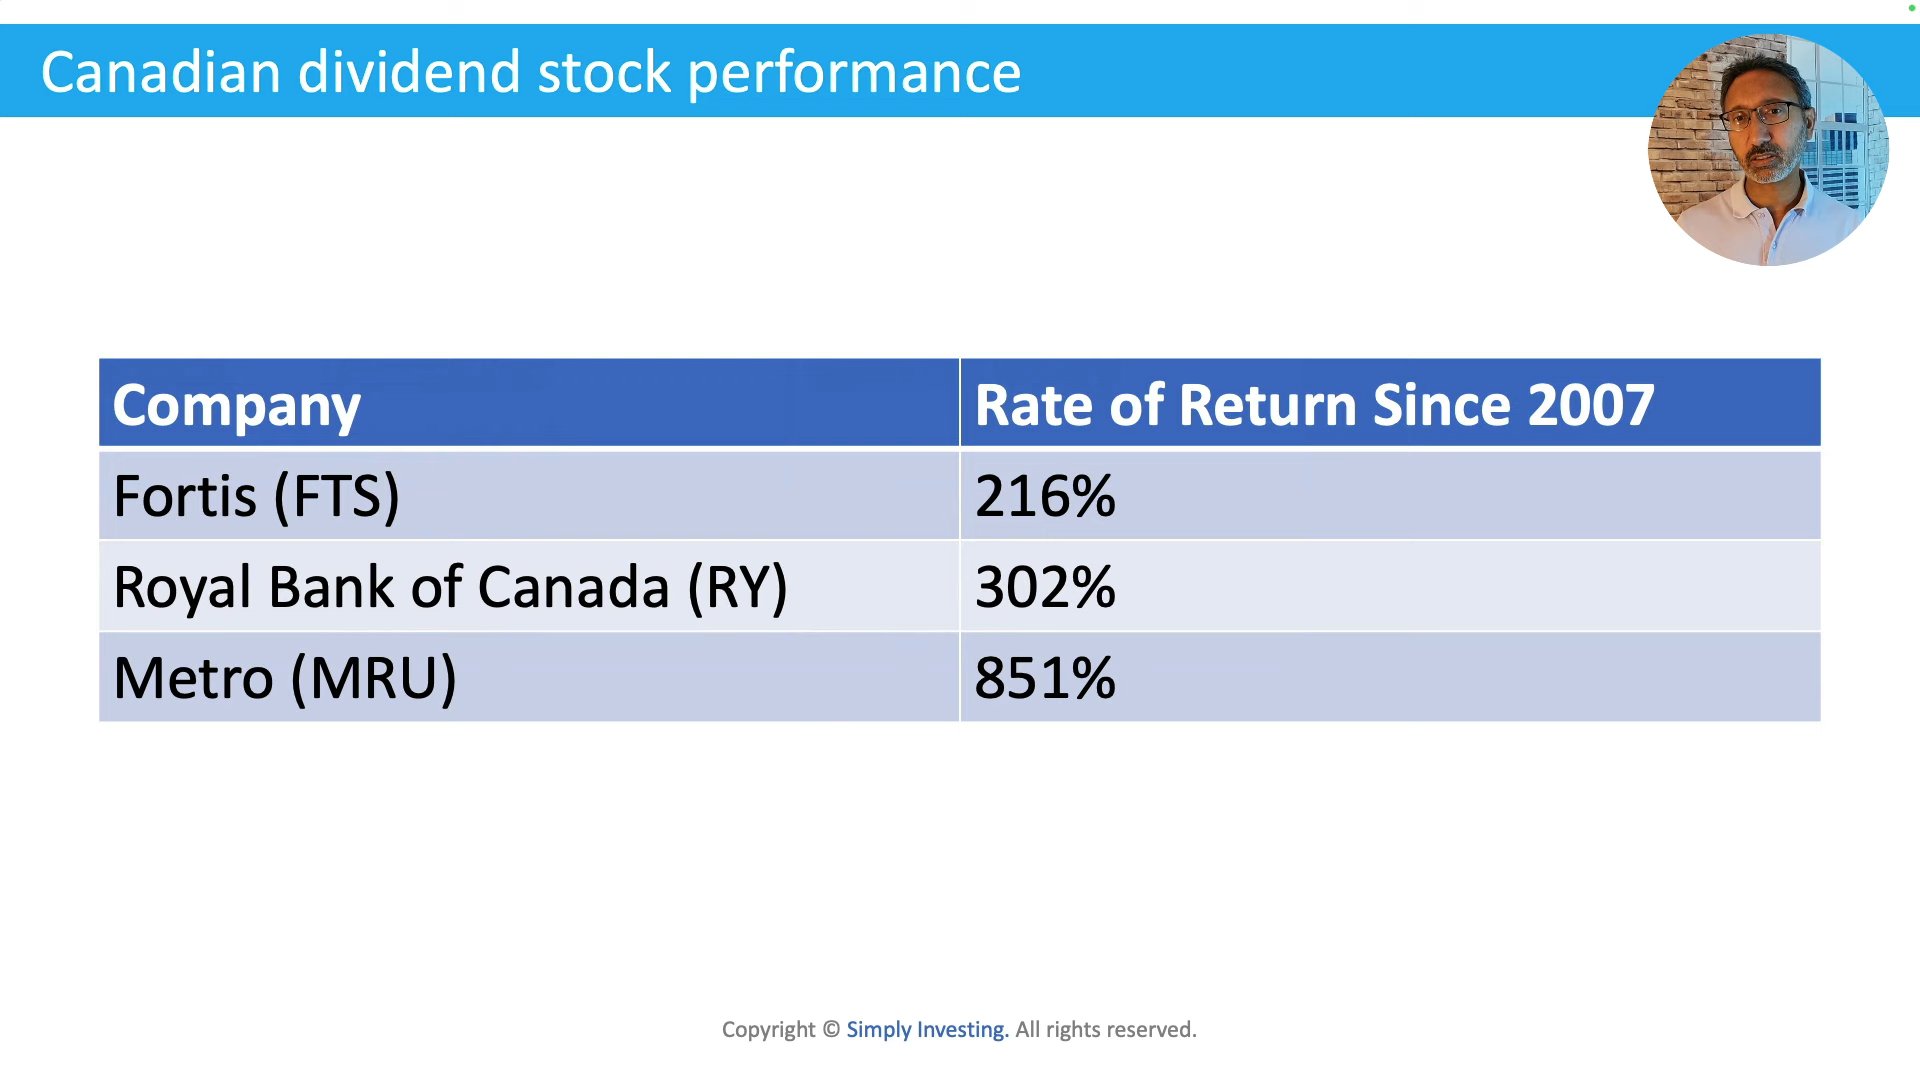 Canadian dividend stock performance
Company Rate of Return Since 2007
Fortis (FTS) 216%
Royal Bank of Canada (RY) 302%
Metro (MRU) 851%
Copyright © Simply Investing. All rights reserved.